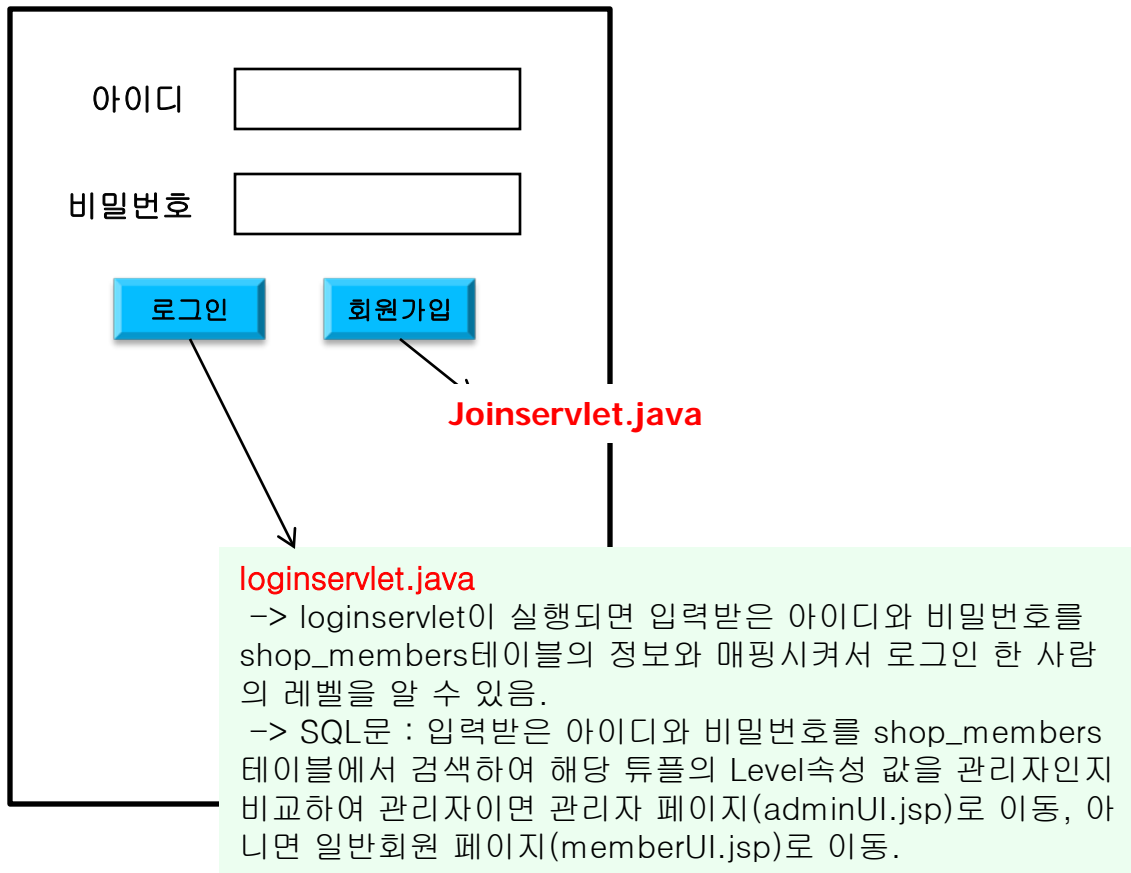 아이디
비밀번호
로그인 회원가입
Joinservlet.java
loginservlet.java
-> loginservlet이 실행되면 입력받은 아이디와 비밀번호를
shop_members테이블의 정보와 매핑시켜서 로그인 한 사람
의 레벨을 알 수 있음.
-> SQL문 : 입력받은 아이디와 비밀번호를 shop_members
테이블에서 검색하여 해당 튜플의 Level속성 값을 관리자인지
비교하여 관리자이면 관리자 페이지(adminUI.jsp)로 이동, 아
니면 일반회원 페이지(memberUI.jsp)로 이동.